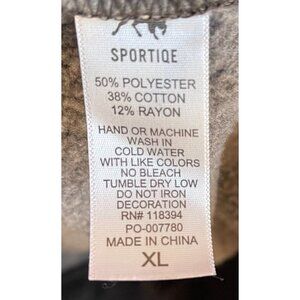 SPORTIQE
50% POLYESTER
38% COTTON
12% RAYON
HAND OR MACHINE
WASH IN
COLD WATER
WITH LIKE COLORS
NO BLEACH
TUMBLE DRY LOW
DO NOT IRON
DECORATION
RN# 118394
PO-007780
MADE IN CHINA
XL